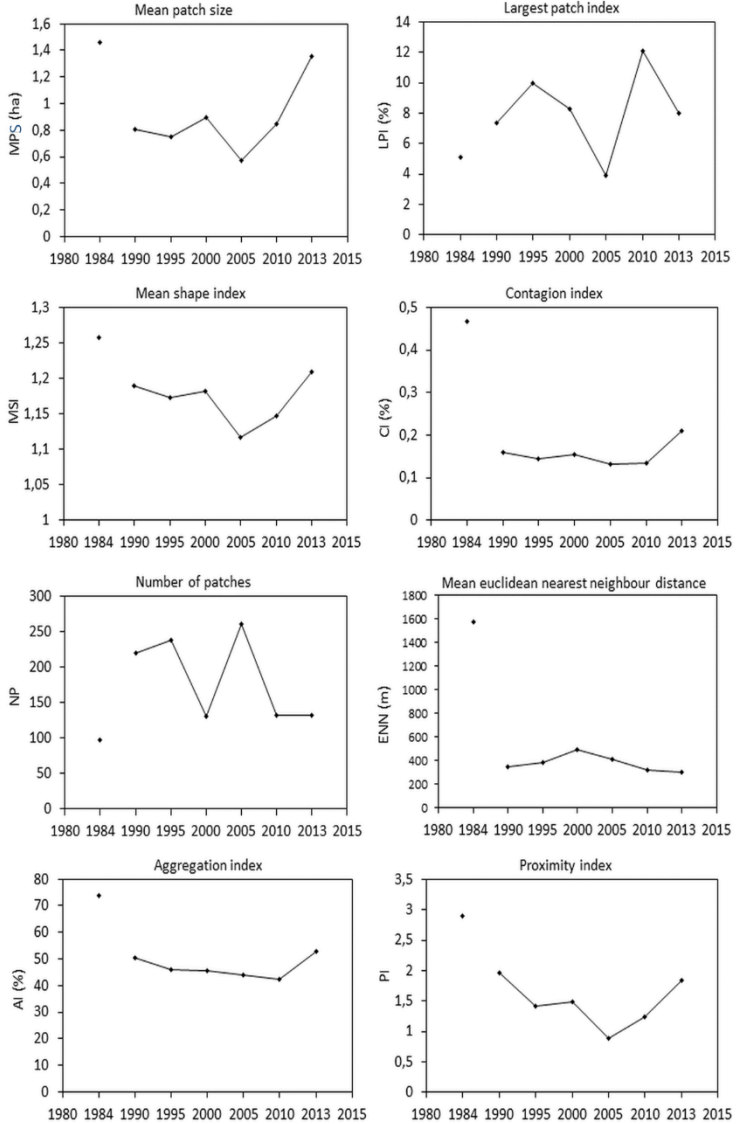 Mean patch size
1,6
1,4
1,2
1
0,8
0,6
0,4
0,2
0
MPS (ha)
1980 1984 1990 1995 2000 2005 2010 2013 2015
Largest patch index
14
12
10
8
6
4
2
0
LPI (%)
1980 1984 1990 1995 2000 2005 2010 2013 2015
Mean shape index
1,3
1,25
1,2
1,15
1,1
1,05
1
MSI
1980 1984 1990 1995 2000 2005 2010 2013 2015
Contagion index
0,5
0,4
0,3
0,2
0,1
0
CI (%)
1980 1984 1990 1995 2000 2005 2010 2013 2015
Number of patches
300
250
200
150
100
50
0
NP
1980 1984 1990 1995 2000 2005 2010 2013 2015
Mean euclidean nearest neighbour distance
1800
1600
1400
1200
1000
800
600
400
200
0
ENN (m)
1980 1984 1990 1995 2000 2005 2010 2013 2015
Aggregation index
80
70
60
50
40
30
20
10
0
AI (%)
1980 1984 1990 1995 2000 2005 2010 2013 2015
Proximity index
3,5
3
2,5
2
1,5
1
0,5
0
PI
1980 1984 1990 1995 2000 2005 2010 2013 2015